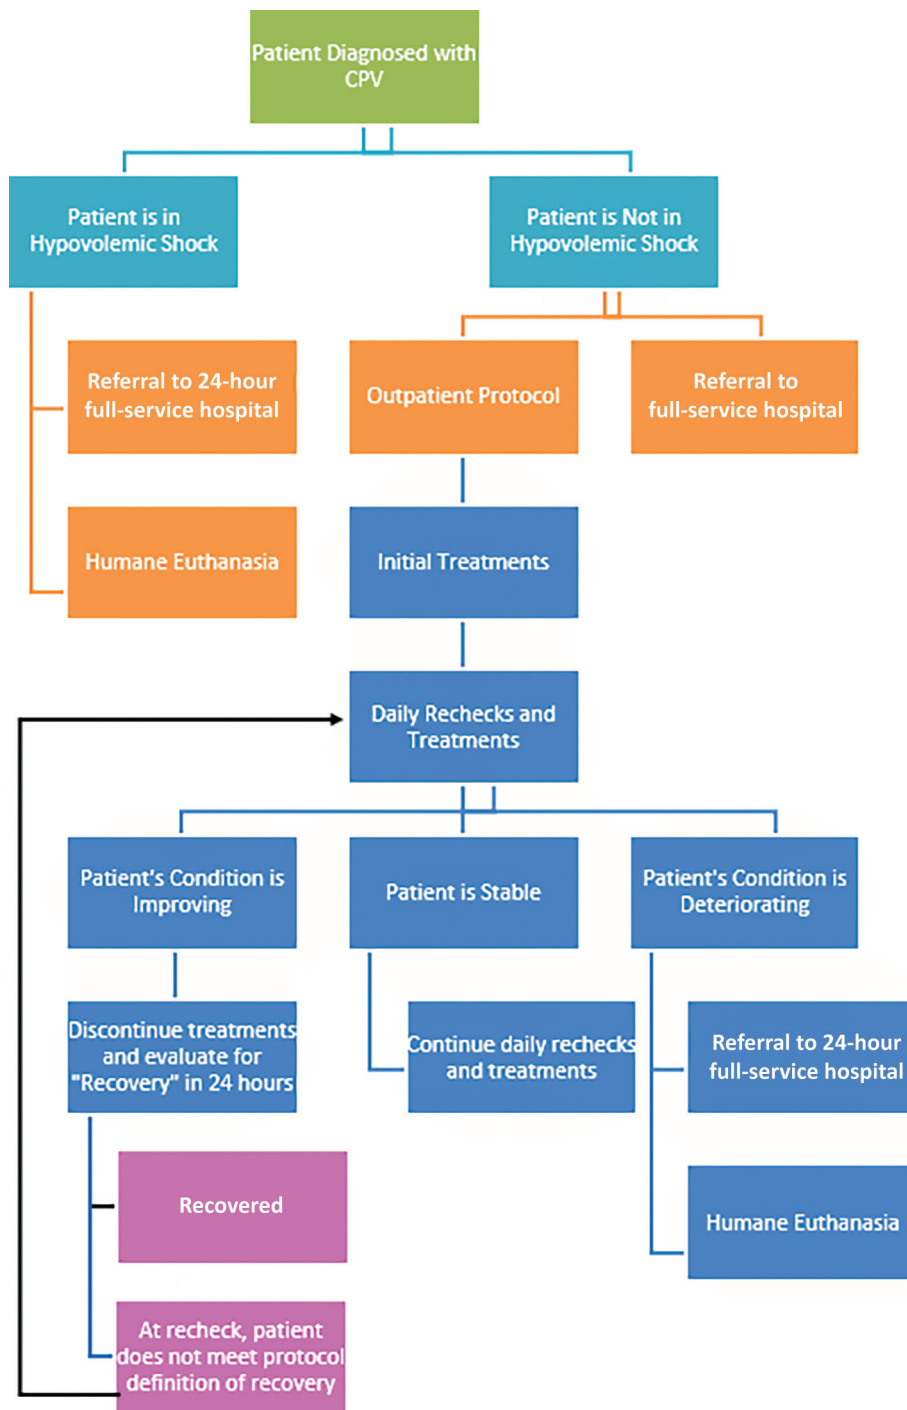 Patient Diagnosed with
CPV
Patient is in
Hypovolemic Shock
Patient is Not in
Hypovolemic Shock
Referral to 24-hour
full-service hospital
Outpatient Protocol
Referral to
full-service hospital
Humane Euthanasia
Initial Treatments
Daily Rechecks and
Treatments
Patient's Condition is
Improving
Patient is Stable
Patient's Condition is
Deteriorating
Discontinue treatments
and evaluate for
"Recovery" in 24 hours
Continue daily rechecks
and treatments
Referral to 24-hour
full-service hospital
Recovered
Humane Euthanasia
At recheck, patient
does not meet protocol
definition of recovery